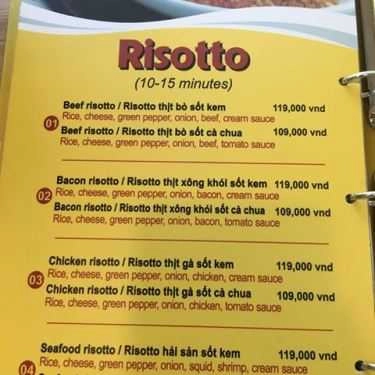 Risotto
(10-15 minutes)
Beef risotto / Risotto thịt bò sốt kem 119,000 vnd
01 Rice, cheese, green pepper, onion, beef, cream sauce
Beef risotto / Risotto thịt bò sốt cà chua 109,000 vnd
Rice, cheese, green pepper, onion, beef, tomato sauce
Bacon risotto / Risotto thịt xông khói sốt kem 119,000 vnd
02 Rice, cheese, green pepper, onion, bacon, cream sauce
Bacon risotto / Risotto thịt xông khói sốt cà chua 109,000 vnd
Rice, cheese, green pepper, onion, bacon, tomato sauce
Chicken risotto / Risotto thịt gà sốt kem 119,000 vnd
03 Rice, cheese, green pepper, onion, chicken, cream sauce
Chicken risotto / Risotto thịt gà sốt cà chua 109,000 vnd
Rice, cheese, green pepper, onion, chicken, tomato sauce
Seafood risotto / Risotto hải sản sốt kem 119,000 vnd
04 Rice, cheese, green pepper, onion, squid, shrimp, cream sauce